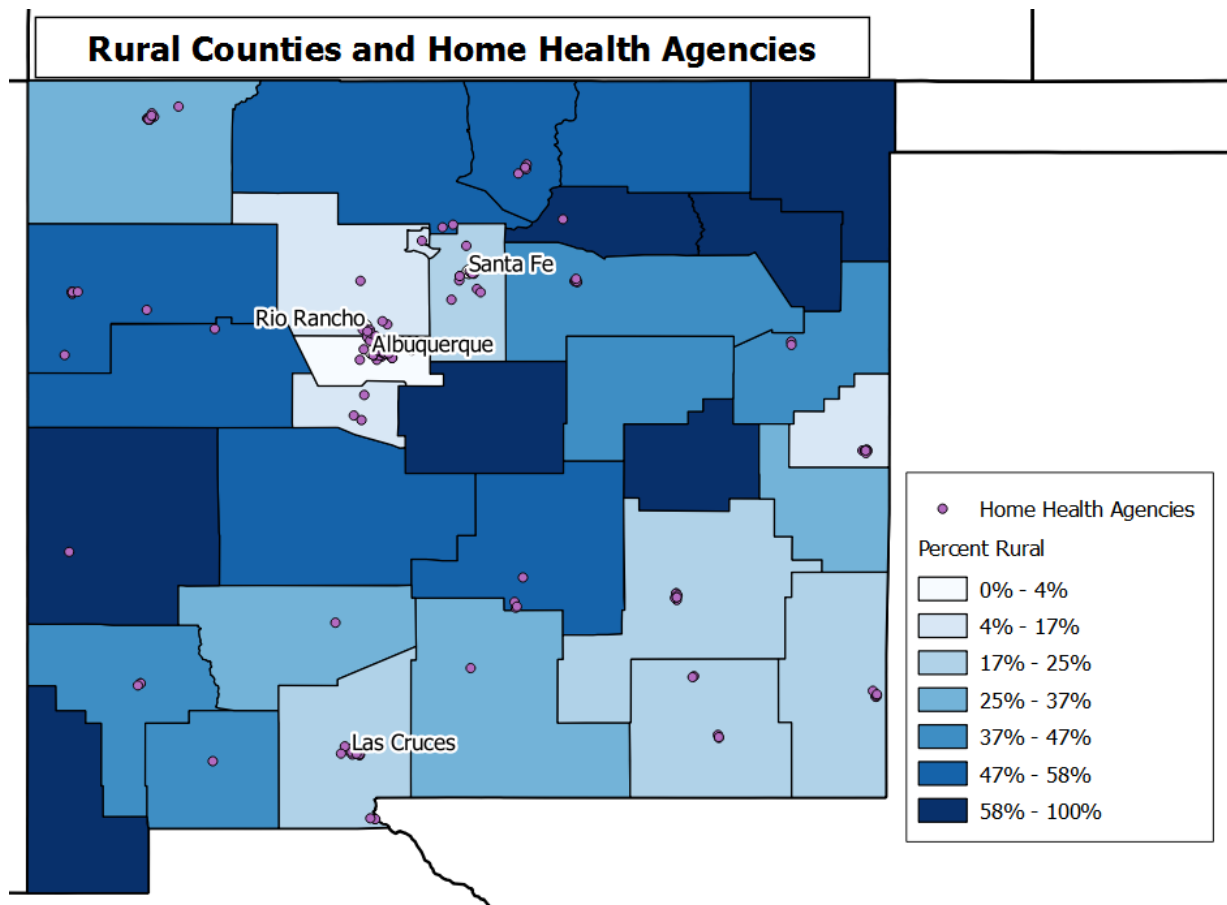 Rural Counties and Home Health Agencies
Santa Fe
Rio Rancho
Albuquerque
Las Cruces
Home Health Agencies
Percent Rural
0% - 4%
4% - 17%
17% - 25%
25% - 37%
37% - 47%
47% - 58%
58% - 100%